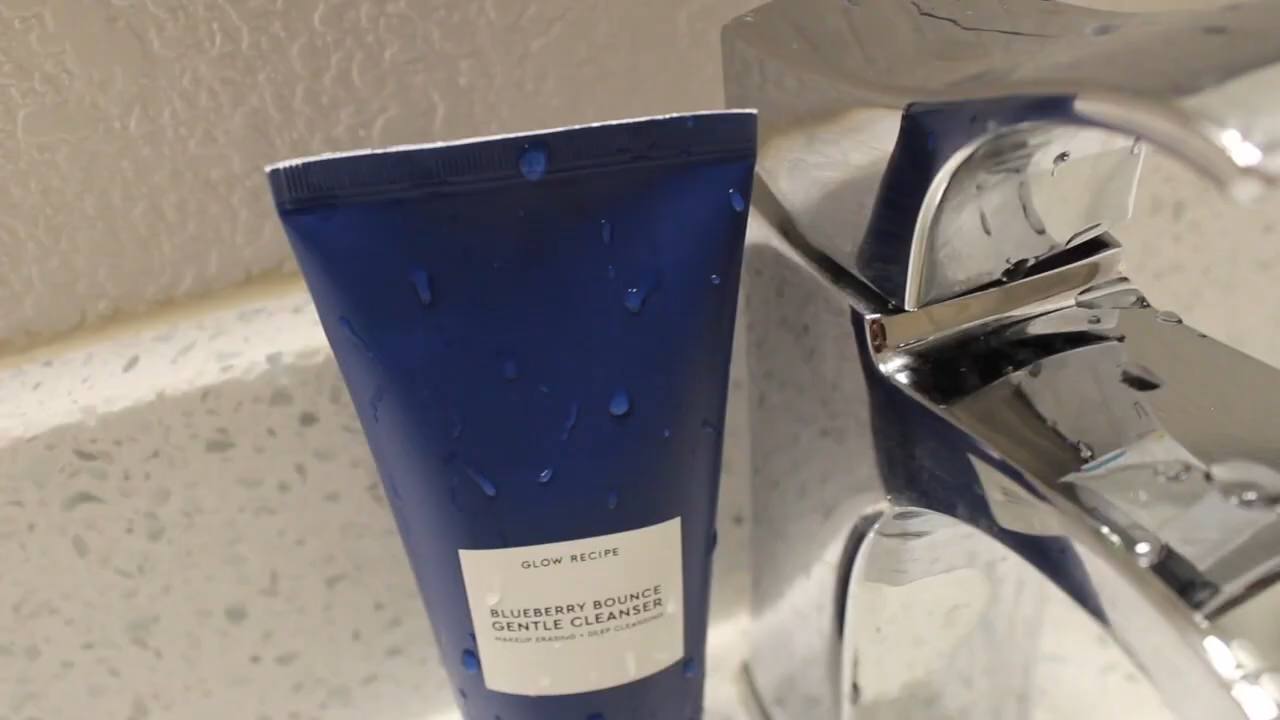 GLOW RECIPE
BLUEBERRY BOUNCE
GENTLE CLEANSER
MAKEUP ERASING + DEEP CLEANSING